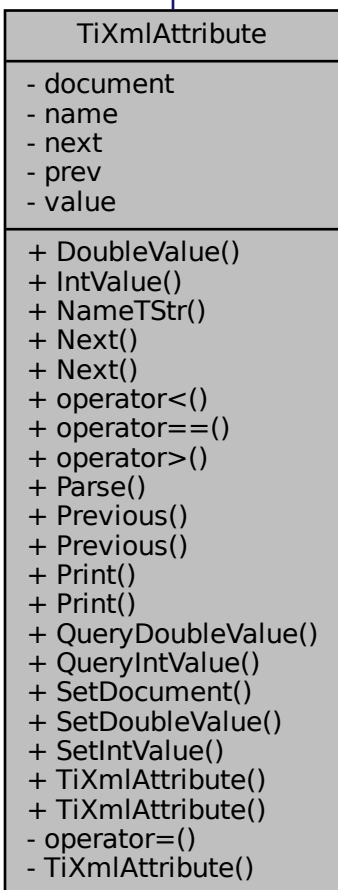 TiXmlAttribute
- document
- name
- next
- prev
- value
+ DoubleValue()
+ IntValue()
+ NameTStr()
+ Next()
+ Next()
+ operator<()
+ operator==()
+ operator>()
+ Parse()
+ Previous()
+ Previous()
+ Print()
+ Print()
+ QueryDoubleValue()
+ QueryIntValue()
+ SetDocument()
+ SetDoubleValue()
+ SetIntValue()
+ TiXmlAttribute()
+ TiXmlAttribute()
- operator=()
- TiXmlAttribute()